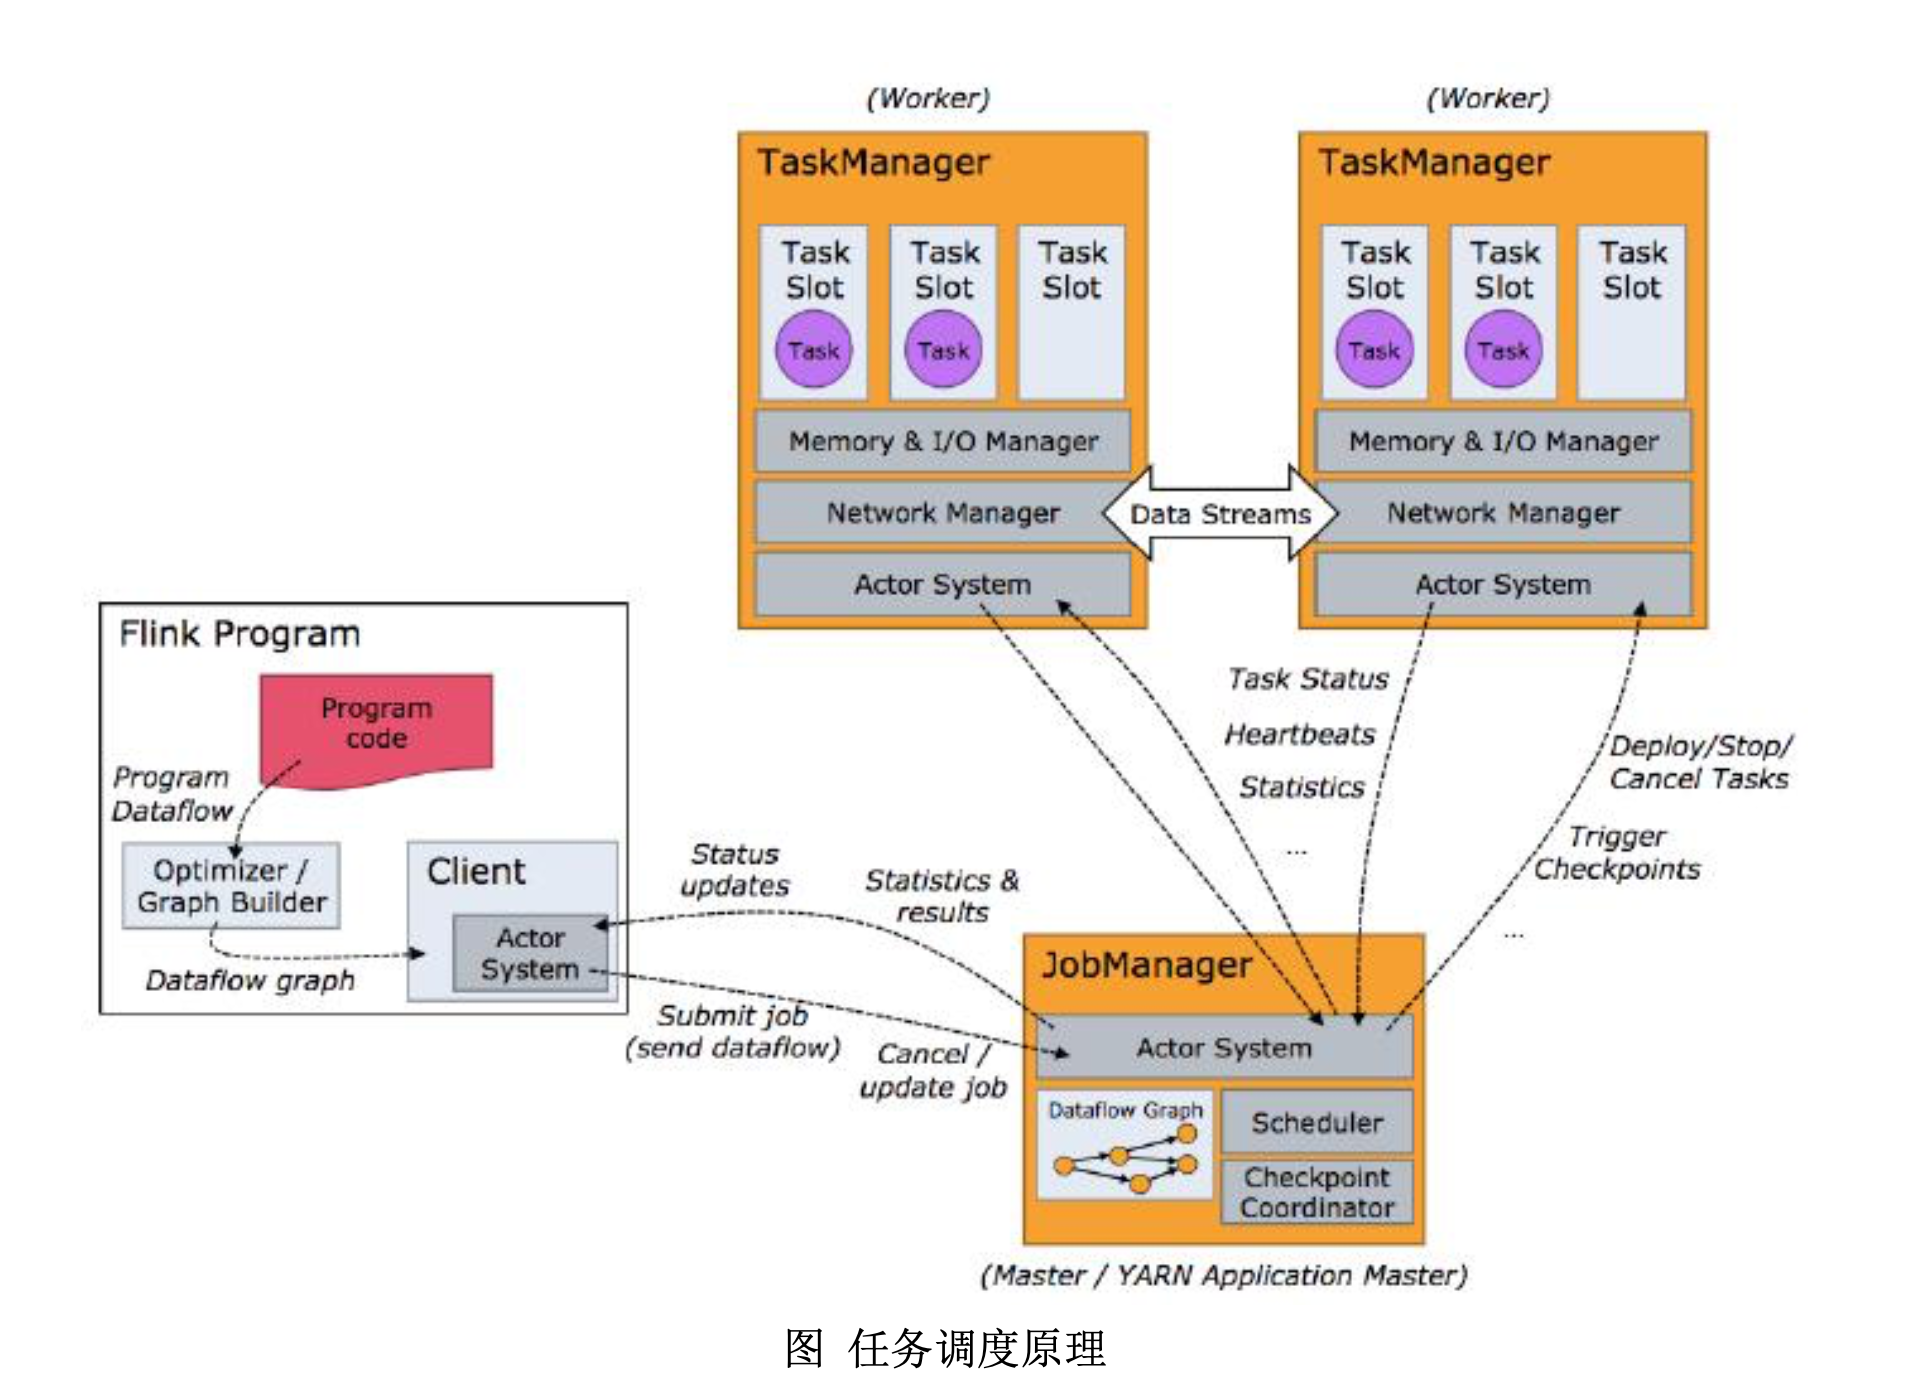 (Worker)
TaskManager
Task
Slot
Task
Task
Slot
Task
Task
Slot
Memory & I/O Manager
Network Manager
Actor System
(Worker)
TaskManager
Task
Slot
Task
Task
Slot
Task
Task
Slot
Memory & I/O Manager
Network Manager
Actor System
Data Streams
Flink Program
Program
code
Program
Dataflow
Optimizer /
Graph Builder
Dataflow graph
Client
Actor
System
Status
updates
Statistics &
results
Submit job
(send dataflow)
Cancel /
update job
Task Status
Heartbeats
Statistics
...
Deploy/Stop/
Cancel Tasks
Trigger
Checkpoints
...
JobManager
Actor System
Dataflow Graph
Scheduler
Checkpoint
Coordinator
(Master / YARN Application Master)
图 任务调度原理